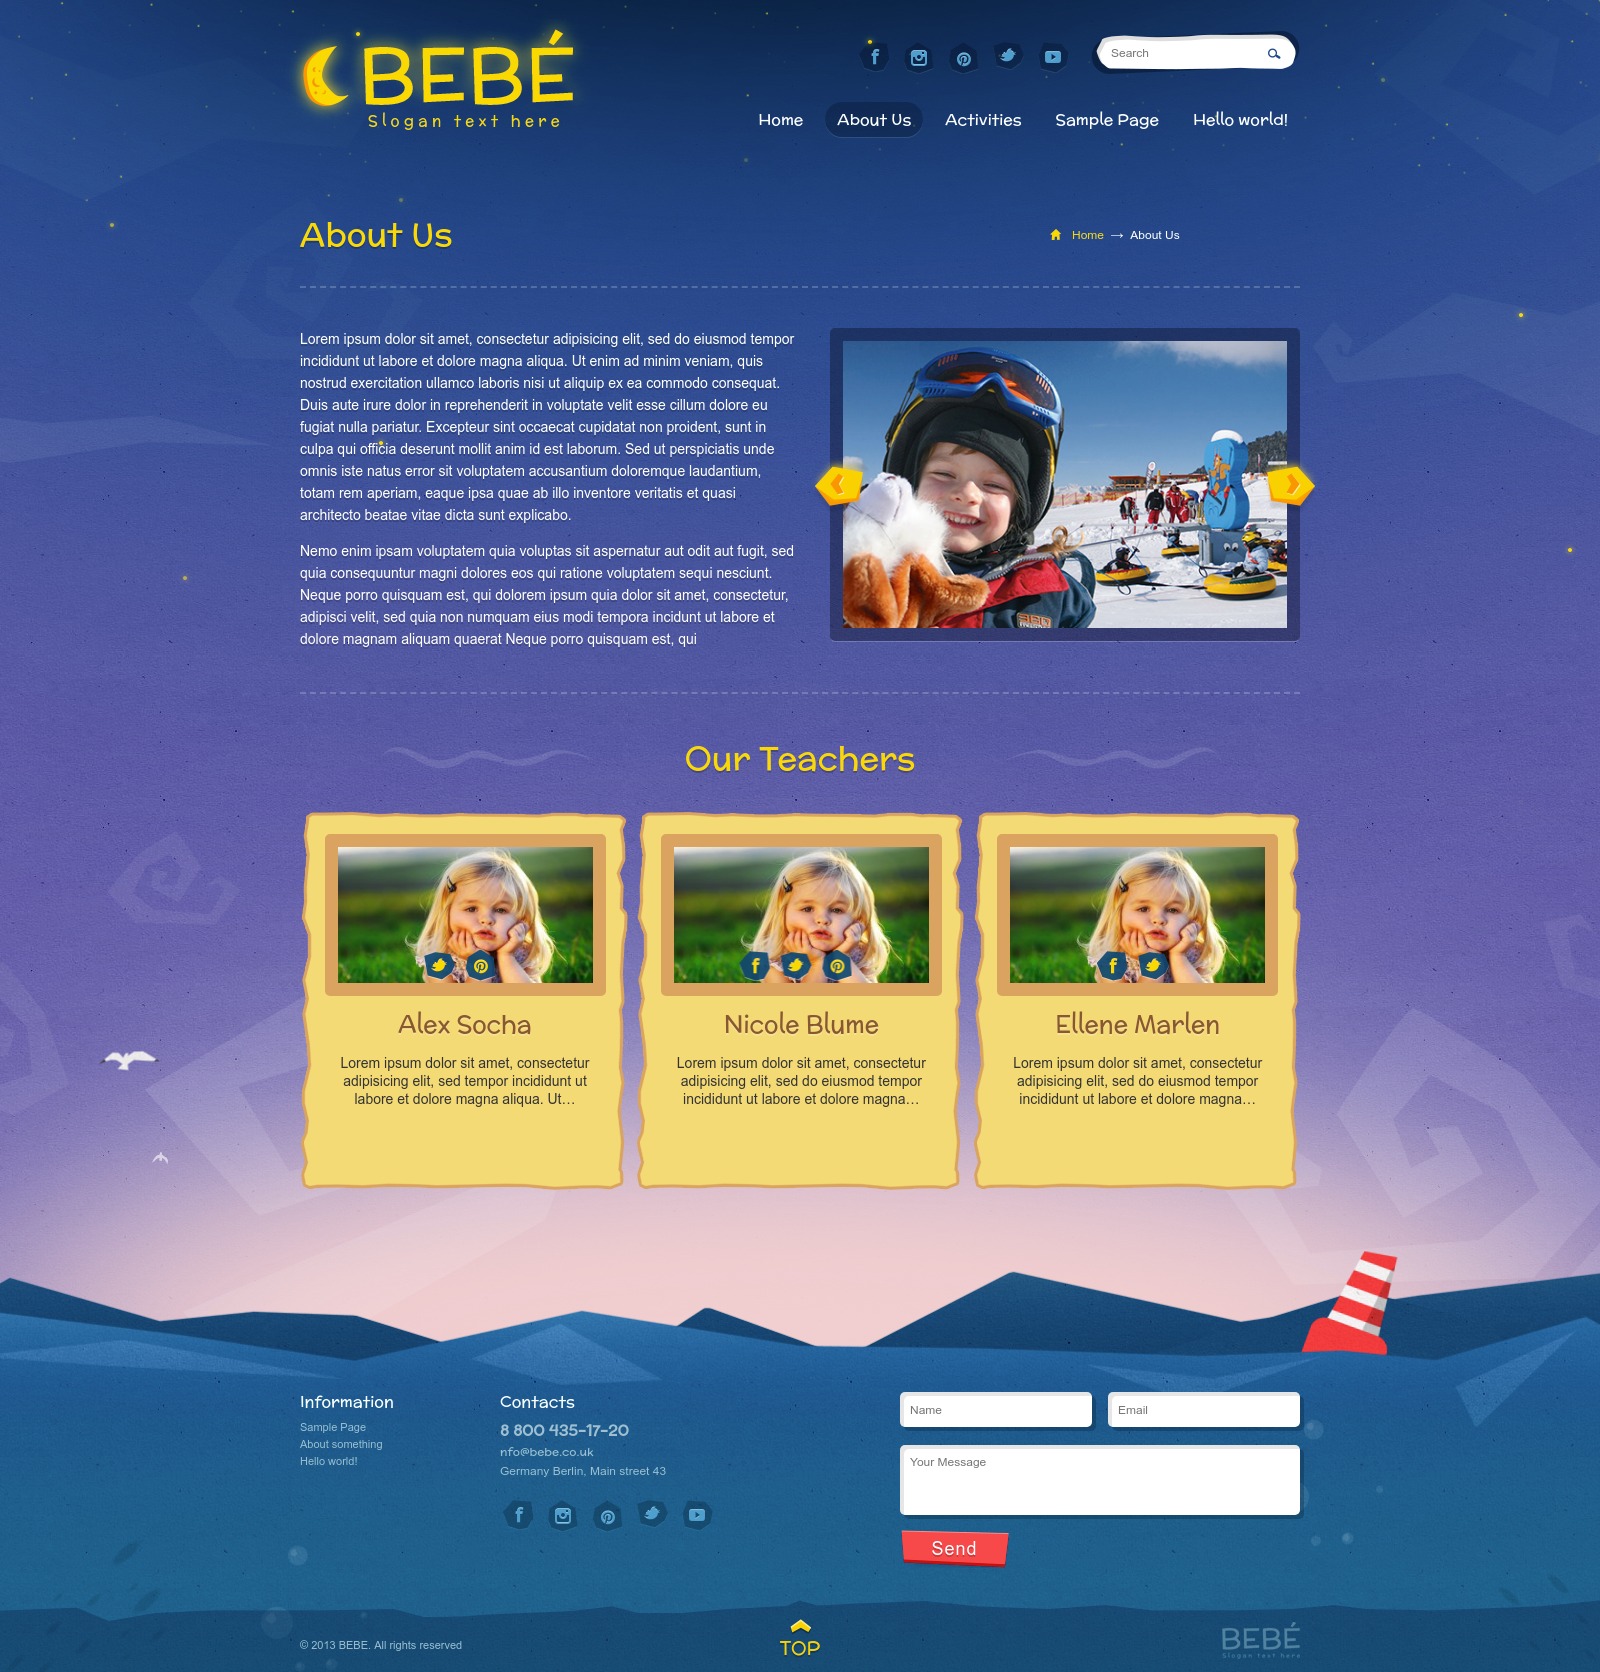 BEBÉ
Slogan text here
Search
Home About Us Activities Sample Page Hello world!
About Us
Home → About Us
Lorem ipsum dolor sit amet, consectetur adipisicing elit, sed do eiusmod tempor
incididunt ut labore et dolore magna aliqua. Ut enim ad minim veniam, quis
nostrud exercitation ullamco laboris nisi ut aliquip ex ea commodo consequat.
Duis aute irure dolor in reprehenderit in voluptate velit esse cillum dolore eu
fugiat nulla pariatur. Excepteur sint occaecat cupidatat non proident, sunt in
culpa qui officia deserunt mollit anim id est laborum. Sed ut perspiciatis unde
omnis iste natus error sit voluptatem accusantium doloremque laudantium,
totam rem aperiam, eaque ipsa quae ab illo inventore veritatis et quasi
architecto beatae vitae dicta sunt explicabo.
Nemo enim ipsam voluptatem quia voluptas sit aspernatur aut odit aut fugit, sed
quia consequuntur magni dolores eos qui ratione voluptatem sequi nesciunt.
Neque porro quisquam est, qui dolorem ipsum quia dolor sit amet, consectetur,
adipisci velit, sed quia non numquam eius modi tempora incidunt ut labore et
dolore magnam aliquam quaerat Neque porro quisquam est, qui
Our Teachers
Alex Socha
Lorem ipsum dolor sit amet, consectetur
adipisicing elit, sed tempor incididunt ut
labore et dolore magna aliqua. Ut…
Nicole Blume
Lorem ipsum dolor sit amet, consectetur
adipisicing elit, sed do eiusmod tempor
incididunt ut labore et dolore magna…
Ellene Marlen
Lorem ipsum dolor sit amet, consectetur
adipisicing elit, sed do eiusmod tempor
incididunt ut labore et dolore magna…
Information
Sample Page
About something
Hello world!
Contacts
8 800 435-17-20
nfo@bebe.co.uk
Germany Berlin, Main street 43
Name
Email
Your Message
Send
© 2013 BEBE. All rights reserved
TOP
BEBÉ
Slogan text here